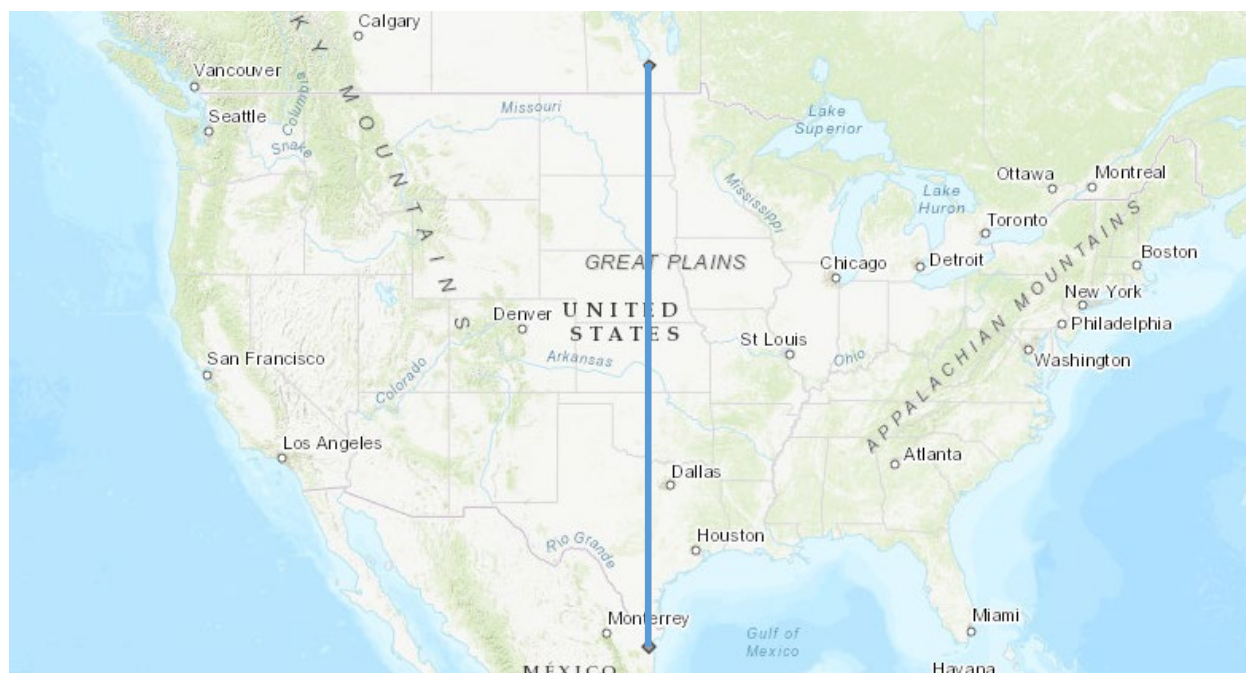 Calgary
Vancouver
Columbia
KY MOUNTAINS
Missouri
Lake
Superior
Seattle
Snake
Ottawa
Montreal
Mississippi
Lake
Huron
Toronto
GREAT PLAINS
Chicago
Detroit
Boston
APPALACHIAN MOUNTAINS
New York
Denver
UNITED
STATES
St Louis
Philadelphia
San Francisco
Colorado
Arkansas
Ohio
Washington
Los Angeles
Dallas
Atlanta
Houston
Rio Grande
Monterrey
Gulf of
Mexico
Miami
MÉXICO
Havana